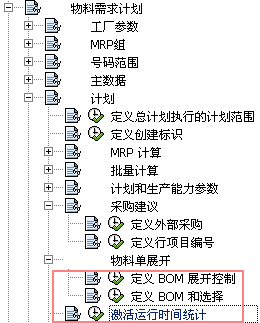 物料需求计划
工厂参数
MRP组
号码范围
主数据
计划
定义总计划执行的计划范围
定义创建标识
MRP 计算
批量计算
计划和生产能力参数
采购建议
定义外部采购
定义行项目编号
物料单展开
定义 BOM 展开控制
定义 BOM 和选择
激活运行时间统计